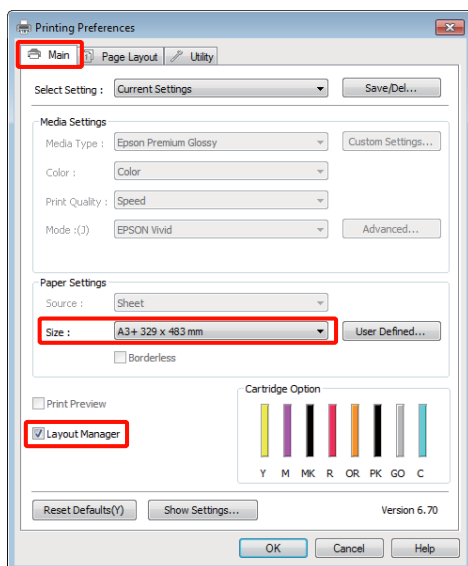 Printing Preferences
Main
Page Layout
Utility
Select Setting :
Current Settings
Save/Del...
Media Settings
Media Type :
Epson Premium Glossy
Custom Settings...
Color :
Color
Print Quality :
Speed
Mode :(J)
EPSON Vivid
Advanced...
Paper Settings
Source :
Sheet
Size :
A3+ 329 x 483 mm
User Defined...
Borderless
Cartridge Option
Print Preview
Layout Manager
Y M MK R OR PK GO C
Reset Defaults(Y)
Show Settings...
Version 6.70
OK
Cancel
Help